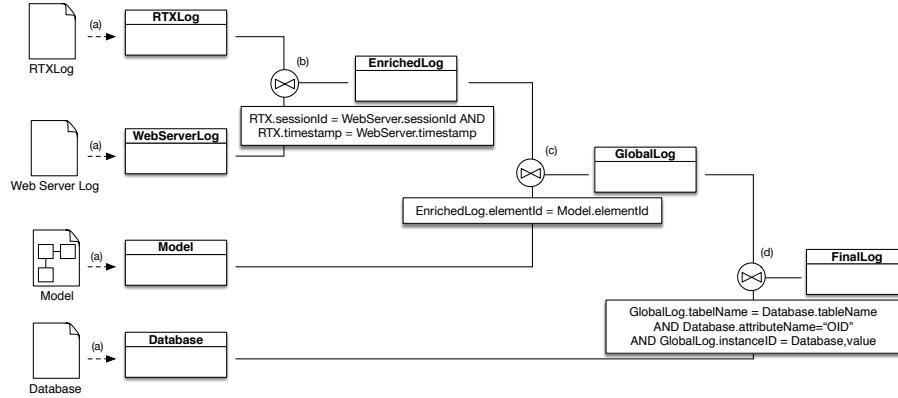 RTXLog
(a)
RTXLog
(b)
EnrichedLog
RTX.sessionId = WebServer.sessionId AND
RTX.timestamp = WebServer.timestamp
Web Server Log
(a)
WebServerLog
(c)
GlobalLog
EnrichedLog.elementId = Model.elementId
Model
(a)
Model
(d)
FinalLog
GlobalLog.tabelName = Database.tableName
AND Database.attributeName=“OID”
AND GlobalLog.instanceID = Database,value
Database
(a)
Database